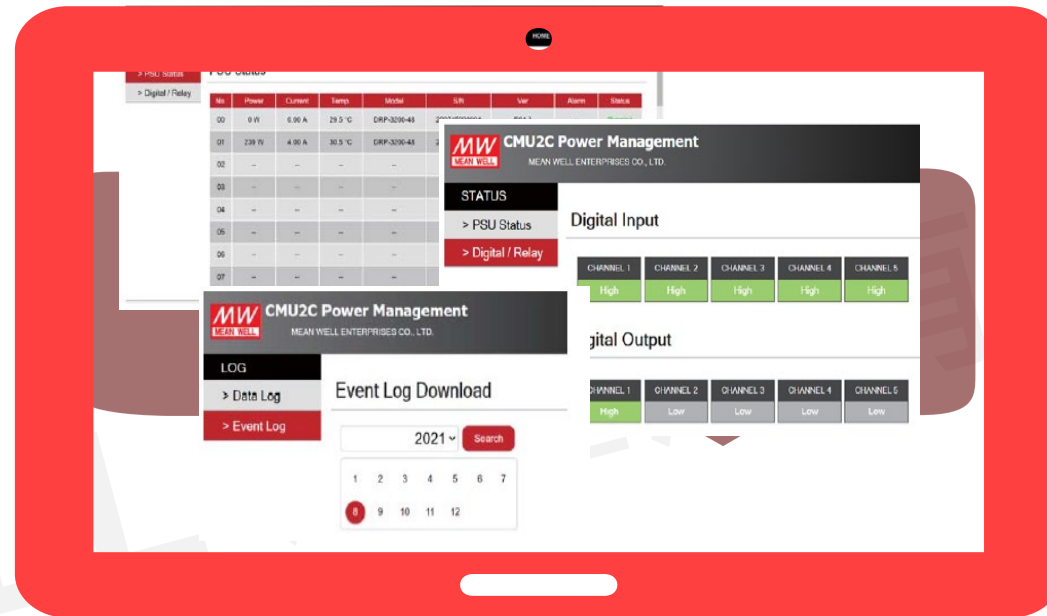 HOME
> PSU Status
> Digital / Relay
No Power Current Temp Model S/N Ver Alarm Status
00 0 W 0.00 A 29.5 °C DRP-3200-48
01 239 W 4.00 A 30.5 °C DRP-3200-48
02 -- -- -- --
03 -- -- -- --
04 -- -- -- --
05 -- -- -- --
06 -- -- -- --
07 -- -- -- --
MW
MEAN WELL
CMU2C Power Management
MEAN WELL ENTERPRISES CO., LTD.
STATUS
> PSU Status
> Digital / Relay
Digital Input
CHANNEL 1 CHANNEL 2 CHANNEL 3 CHANNEL 4 CHANNEL 5
High High High High High
gital Output
CHANNEL 1 CHANNEL 2 CHANNEL 3 CHANNEL 4 CHANNEL 5
High Low Low Low Low
MW
MEAN WELL
CMU2C Power Management
MEAN WELL ENTERPRISES CO., LTD.
LOG
> Data Log
> Event Log
Event Log Download
2021 Search
1 2 3 4 5 6 7
8 9 10 11 12